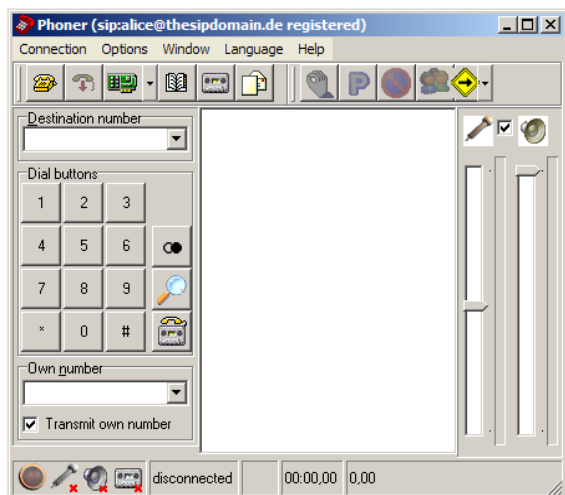 Phoner (sip:alice@thesipdomain.de registered)
Connection Options Window Language Help
P
Destination number
Dial buttons
1 2 3
4 5 6
7 8 9
* 0 #
Own number
Transmit own number
disconnected 00:00,00 0,00